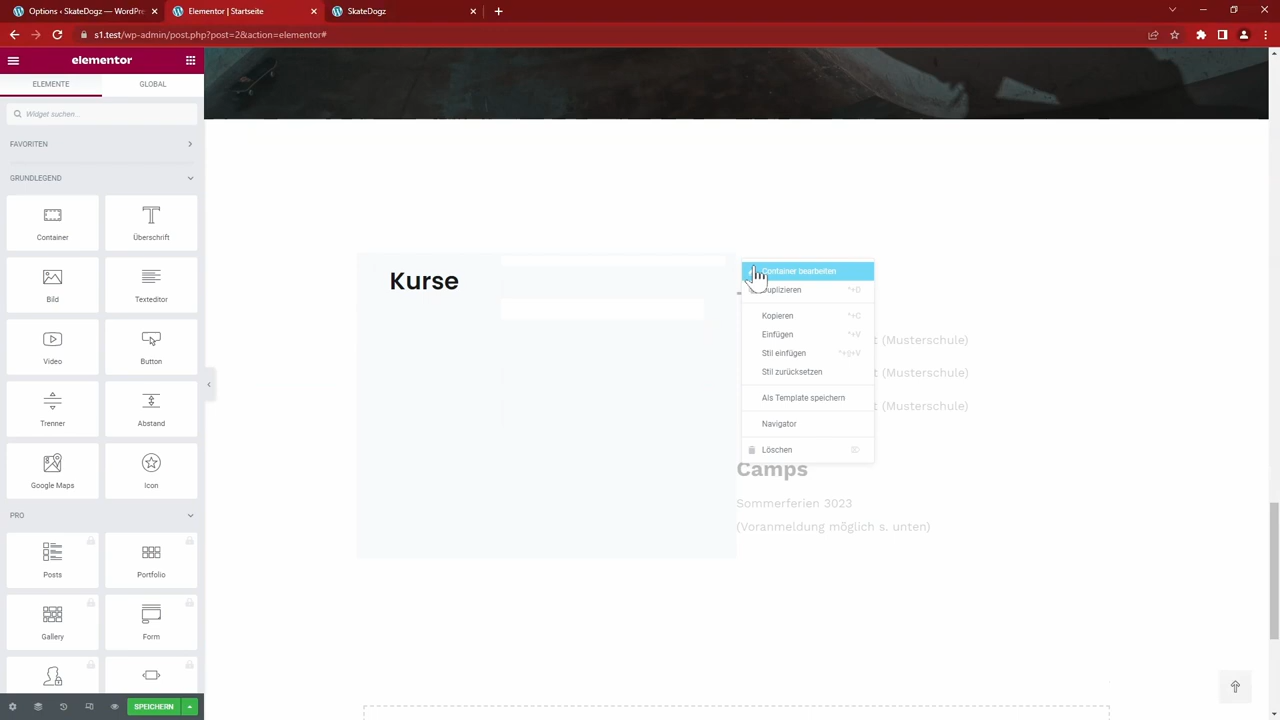 Options ‹ SkateDogz — WordPre
Elementor | Startseite
SkateDogz
s1.test/wp-admin/post.php?post=2&action=elementor#
elementor
ELEMENTE
GLOBAL
Widget suchen...
FAVORITEN
GRUNDLEGEND
Container
Überschrift
Bild
Texteditor
Video
Button
Trenner
Abstand
Google Maps
Icon
PRO
Posts
Portfolio
Gallery
Form
SPEICHERN
Kurse
Container bearbeiten
Duplizieren ^+D
Kopieren ^+C
Einfügen ^+V
Stil einfügen ^+⇧+V
Stil zurücksetzen
Als Template speichern
Navigator
Löschen
t (Musterschule)
t (Musterschule)
t (Musterschule)
Camps
Sommerferien 3023
(Voranmeldung möglich s. unten)